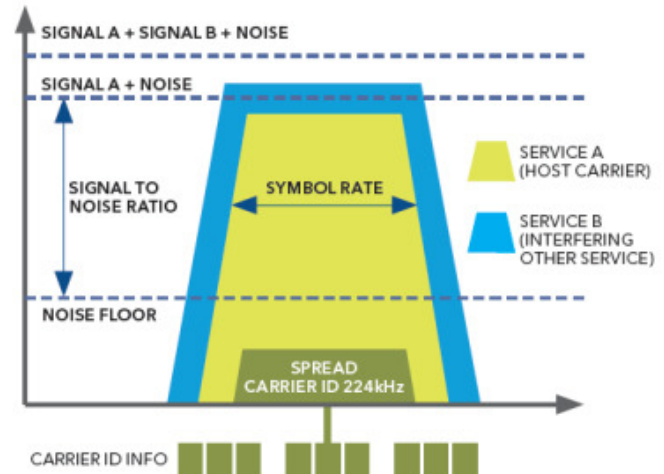 SIGNAL A + SIGNAL B + NOISE
SIGNAL A + NOISE
SIGNAL TO
NOISE RATIO
SYMBOL RATE
SERVICE A
(HOST CARRIER)
SERVICE B
(INTERFERING
OTHER SERVICE)
NOISE FLOOR
SPREAD
CARRIER ID 224kHz
CARRIER ID INFO